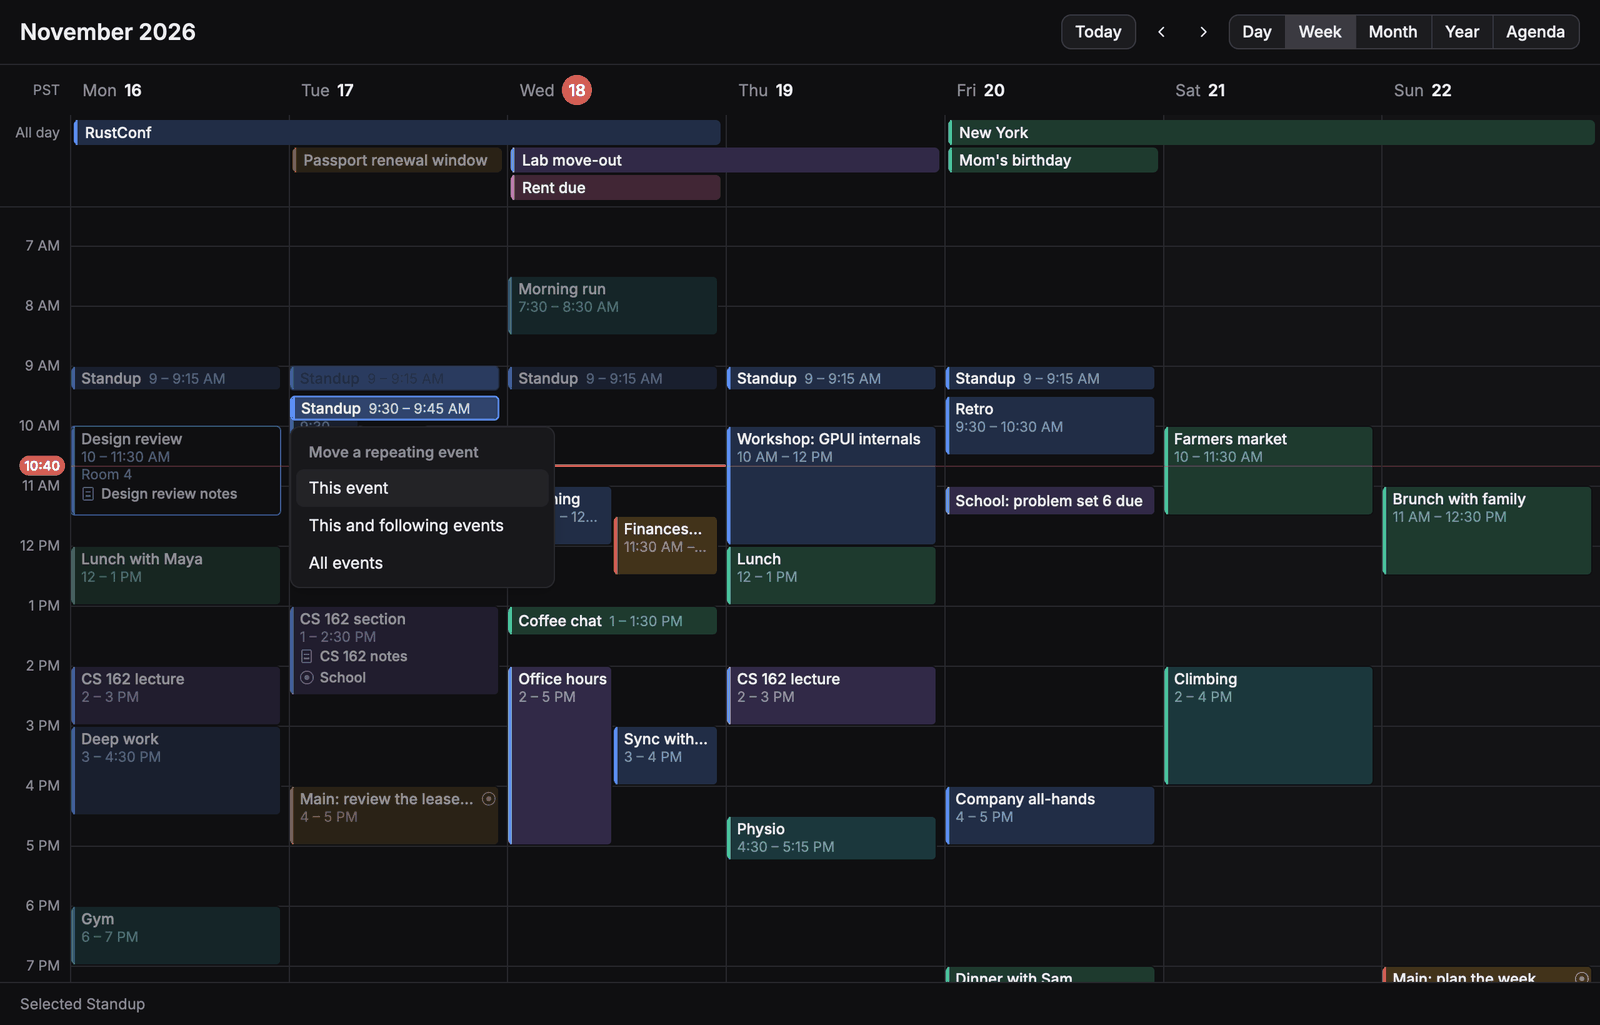 November 2026
Today
Day
Week
Month
Year
Agenda
PST
Mon 16
Tue 17
Wed 18
Thu 19
Fri 20
Sat 21
Sun 22
All day
RustConf
New York
Passport renewal window
Lab move-out
Mom's birthday
Rent due
7 AM
8 AM
9 AM
10 AM
10:40
11 AM
12 PM
1 PM
2 PM
3 PM
4 PM
5 PM
6 PM
7 PM
Standup 9 – 9:15 AM
Design review
10 – 11:30 AM
Room 4
Design review notes
Lunch with Maya
12 – 1 PM
CS 162 lecture
2 – 3 PM
Deep work
3 – 4:30 PM
Gym
6 – 7 PM
Standup 9 – 9:15 AM
Standup 9:30 – 9:45 AM
9:30
Move a repeating event
This event
This and following events
All events
CS 162 section
1 – 2:30 PM
CS 162 notes
School
Main: review the lease...
4 – 5 PM
Morning run
7:30 – 8:30 AM
Standup 9 – 9:15 AM
ning
– 12...
Finances...
11:30 AM –...
Coffee chat 1 – 1:30 PM
Office hours
2 – 5 PM
Sync with...
3 – 4 PM
Standup 9 – 9:15 AM
Workshop: GPUI internals
10 AM – 12 PM
Lunch
12 – 1 PM
CS 162 lecture
2 – 3 PM
Physio
4:30 – 5:15 PM
Standup 9 – 9:15 AM
Retro
9:30 – 10:30 AM
School: problem set 6 due
Company all-hands
4 – 5 PM
Dinner with Sam
Farmers market
10 – 11:30 AM
Climbing
2 – 4 PM
Brunch with family
11 AM – 12:30 PM
Main: plan the week
Selected Standup